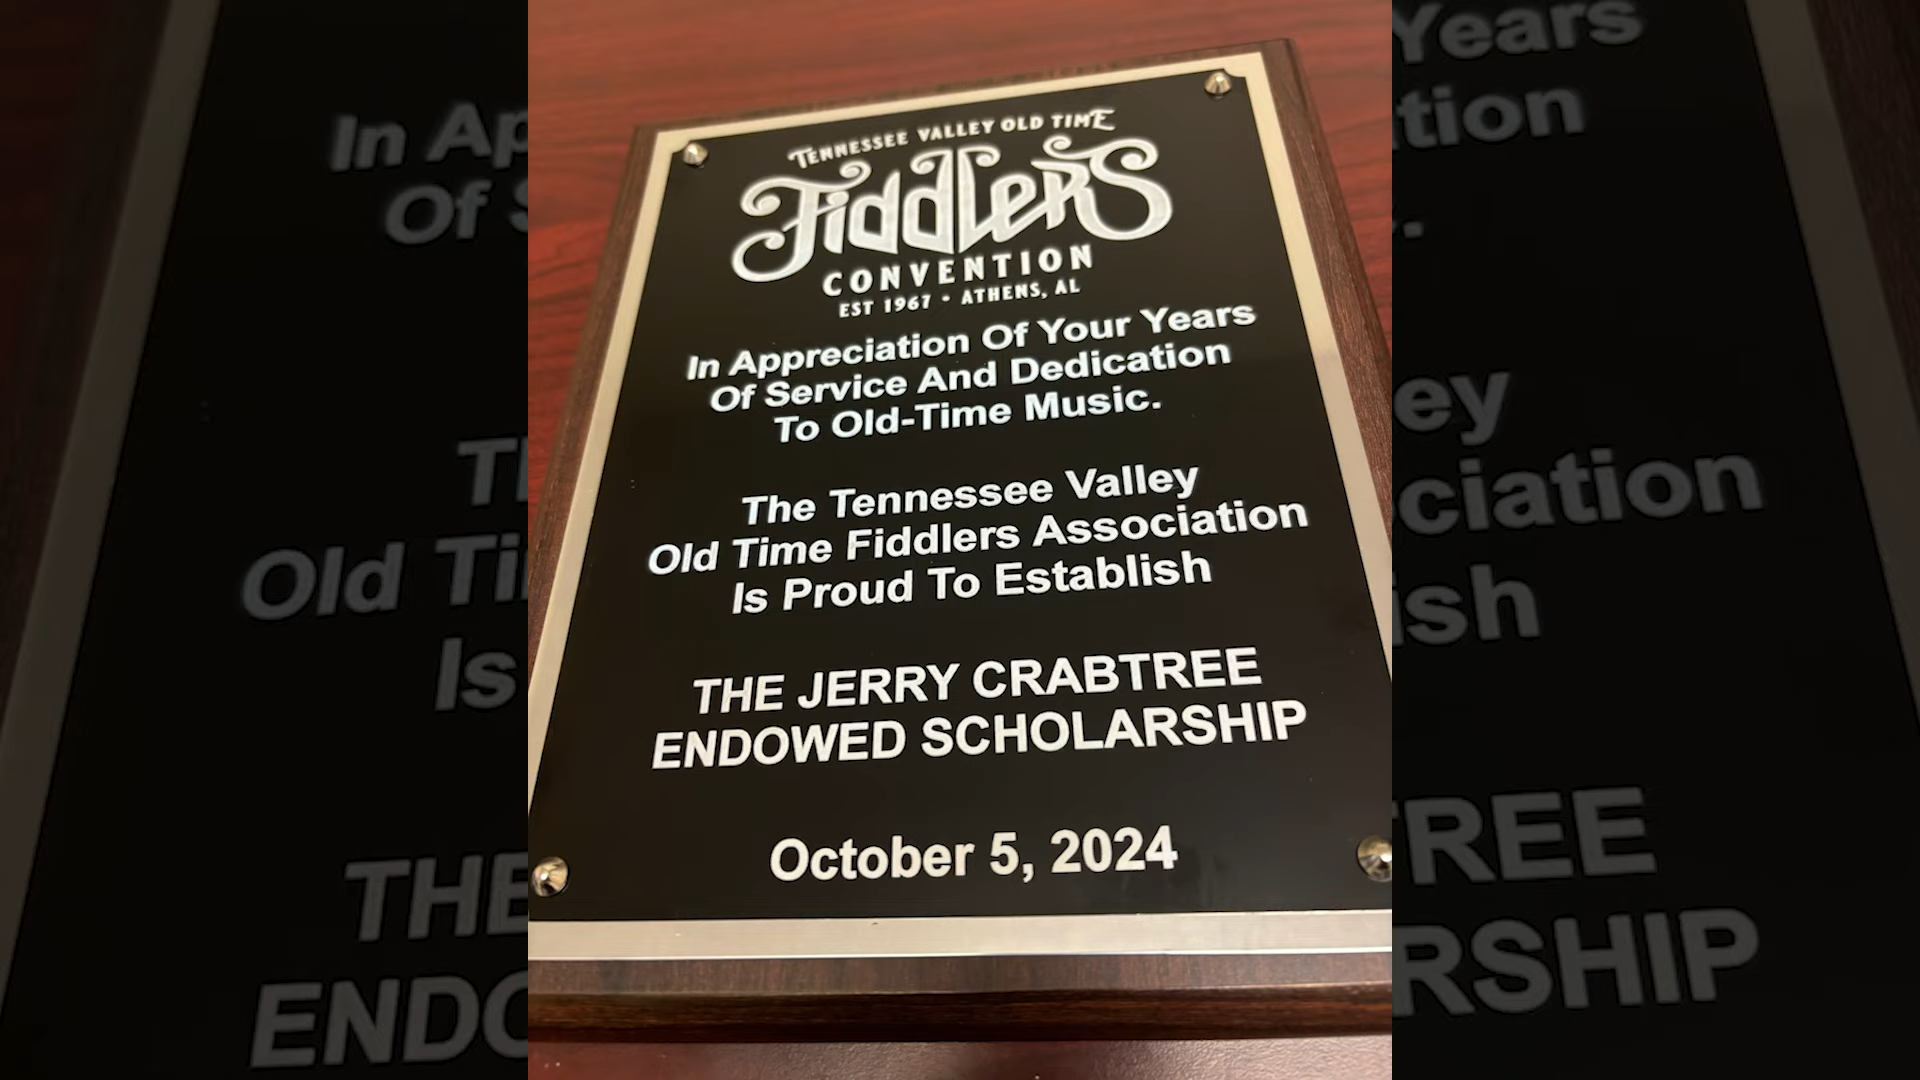 TENNESSEE VALLEY OLD TIME
FiddLERS
CONVENTION
EST 1967 • ATHENS, AL
In Appreciation Of Your Years
Of Service And Dedication
To Old-Time Music.
The Tennessee Valley
Old Time Fiddlers Association
Is Proud To Establish
THE JERRY CRABTREE
ENDOWED SCHOLARSHIP
October 5, 2024